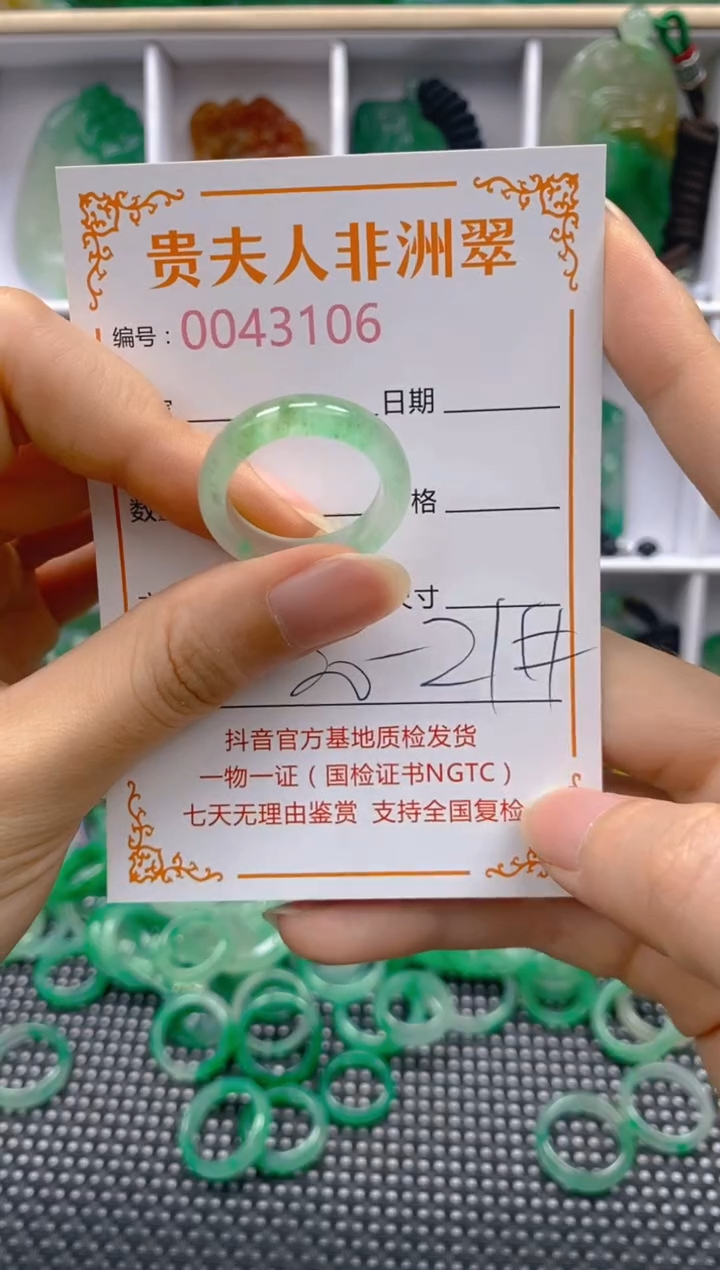 贵夫人非洲翠
编号：0043106
日期
数 格
尺寸
抖音官方基地质检发货
一物一证（国检证书NGTC）
七天无理由鉴赏 支持全国复检